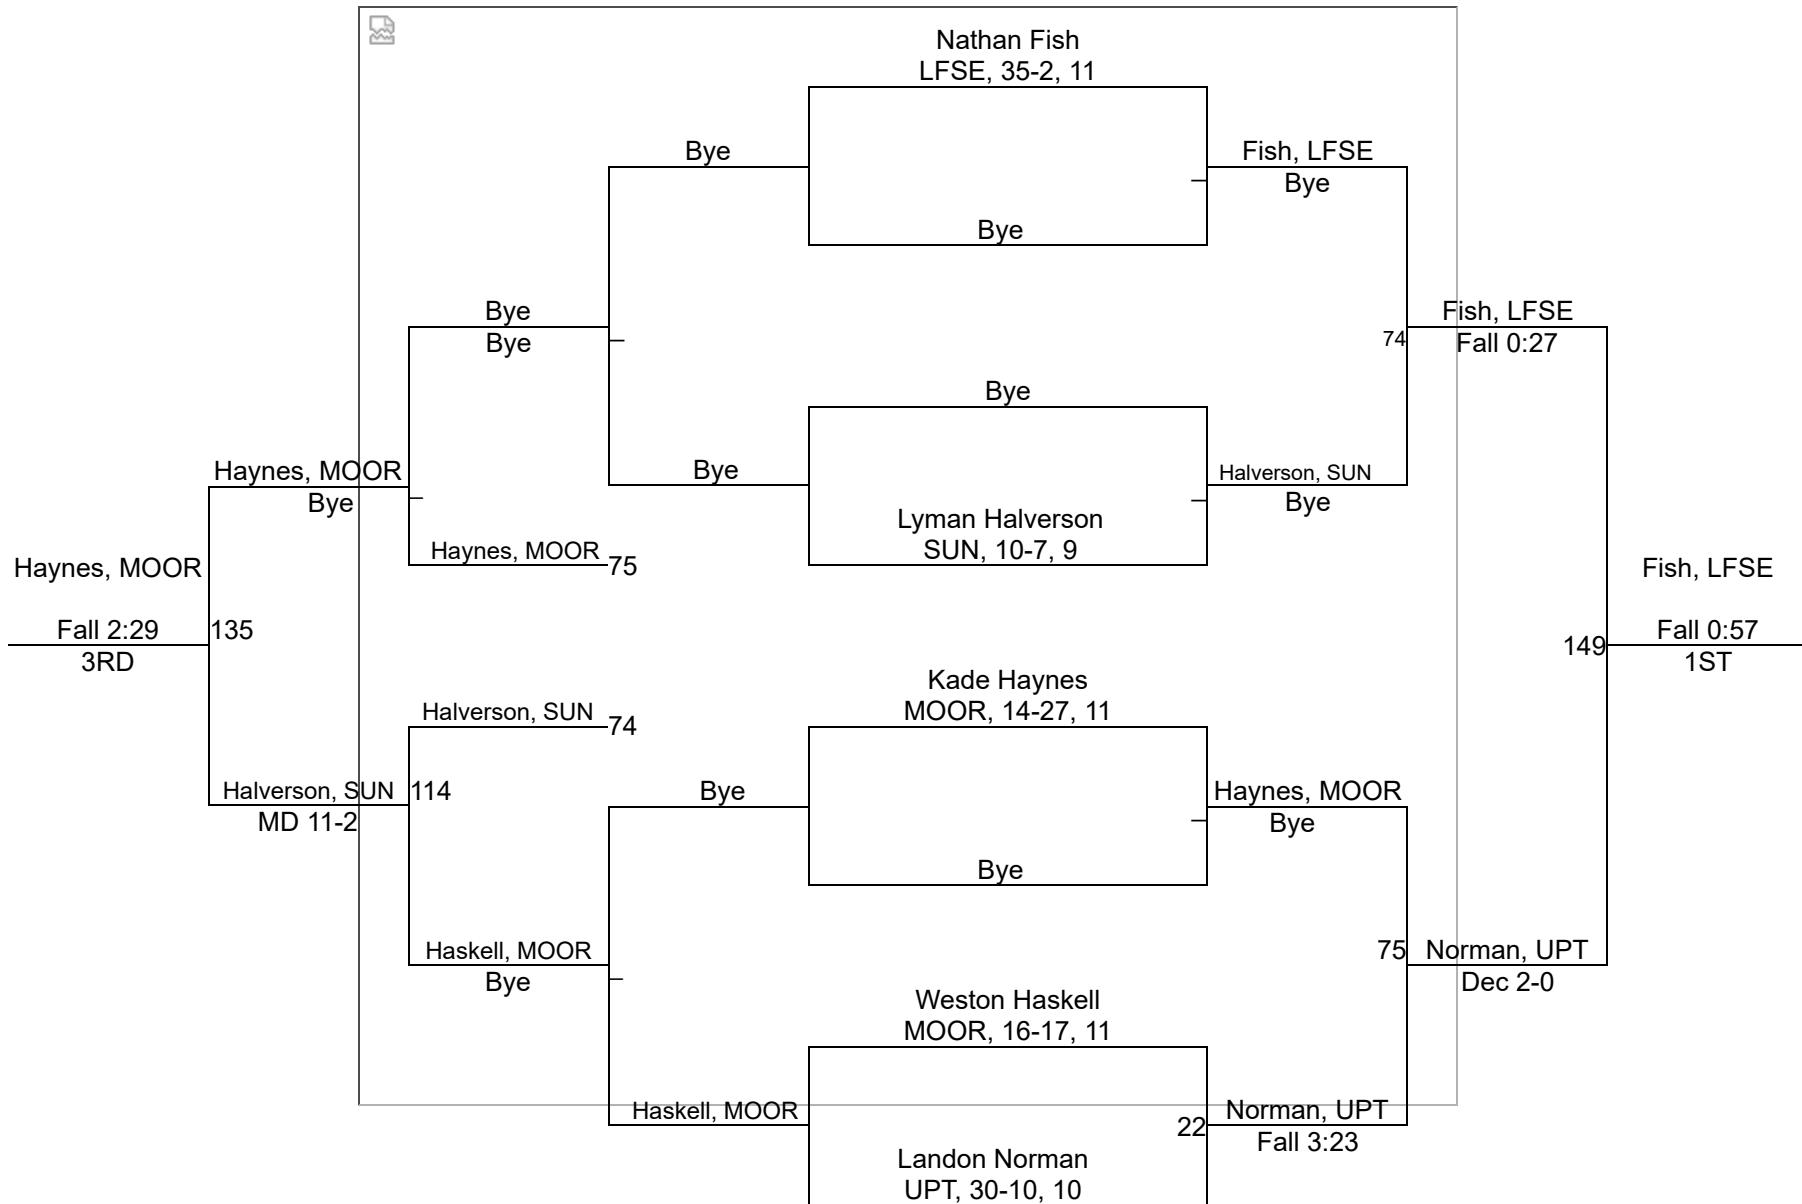 Nathan Fish
LFSE, 35-2, 11
Bye
Fish, LFSE
Bye
Bye
Bye
Bye
Fish, LFSE
74
Fall 0:27
Bye
Haynes, MOOR
Bye
Bye
Halverson, SUN
Bye
Lyman Halverson
SUN, 10-7, 9
Haynes, MOOR
75
Haynes, MOOR
Fish, LFSE
Fall 2:29
135
3RD
149
Fall 0:57
1ST
Kade Haynes
MOOR, 14-27, 11
Halverson, SUN
74
Halverson, SUN
114
MD 11-2
Bye
Haynes, MOOR
Bye
Bye
Haskell, MOOR
Bye
75
Norman, UPT
Dec 2-0
Weston Haskell
MOOR, 16-17, 11
Haskell, MOOR
22
Norman, UPT
Fall 3:23
Landon Norman
UPT, 30-10, 10